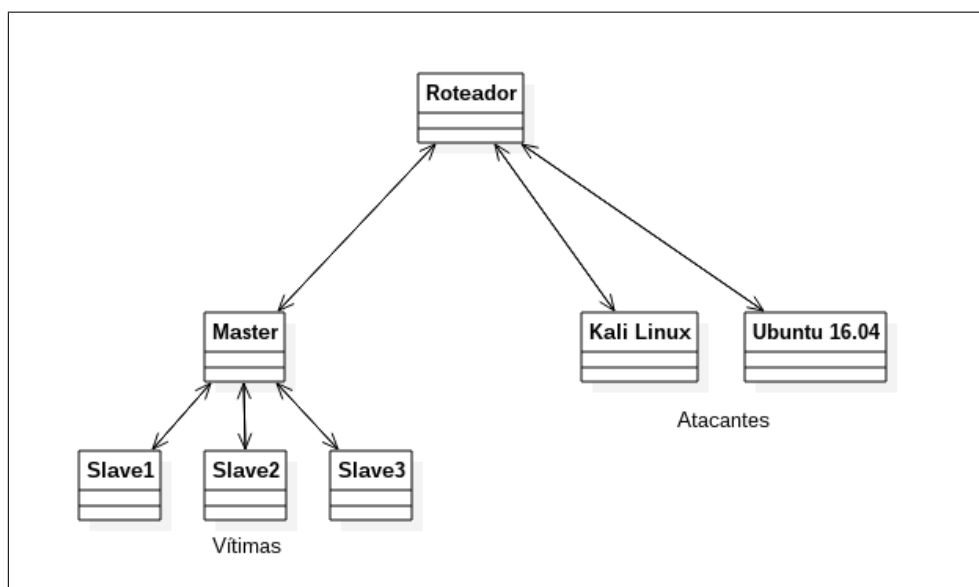 Roteador
Master
Kali Linux
Ubuntu 16.04
Atacantes
Slave1
Slave2
Slave3
Vítimas